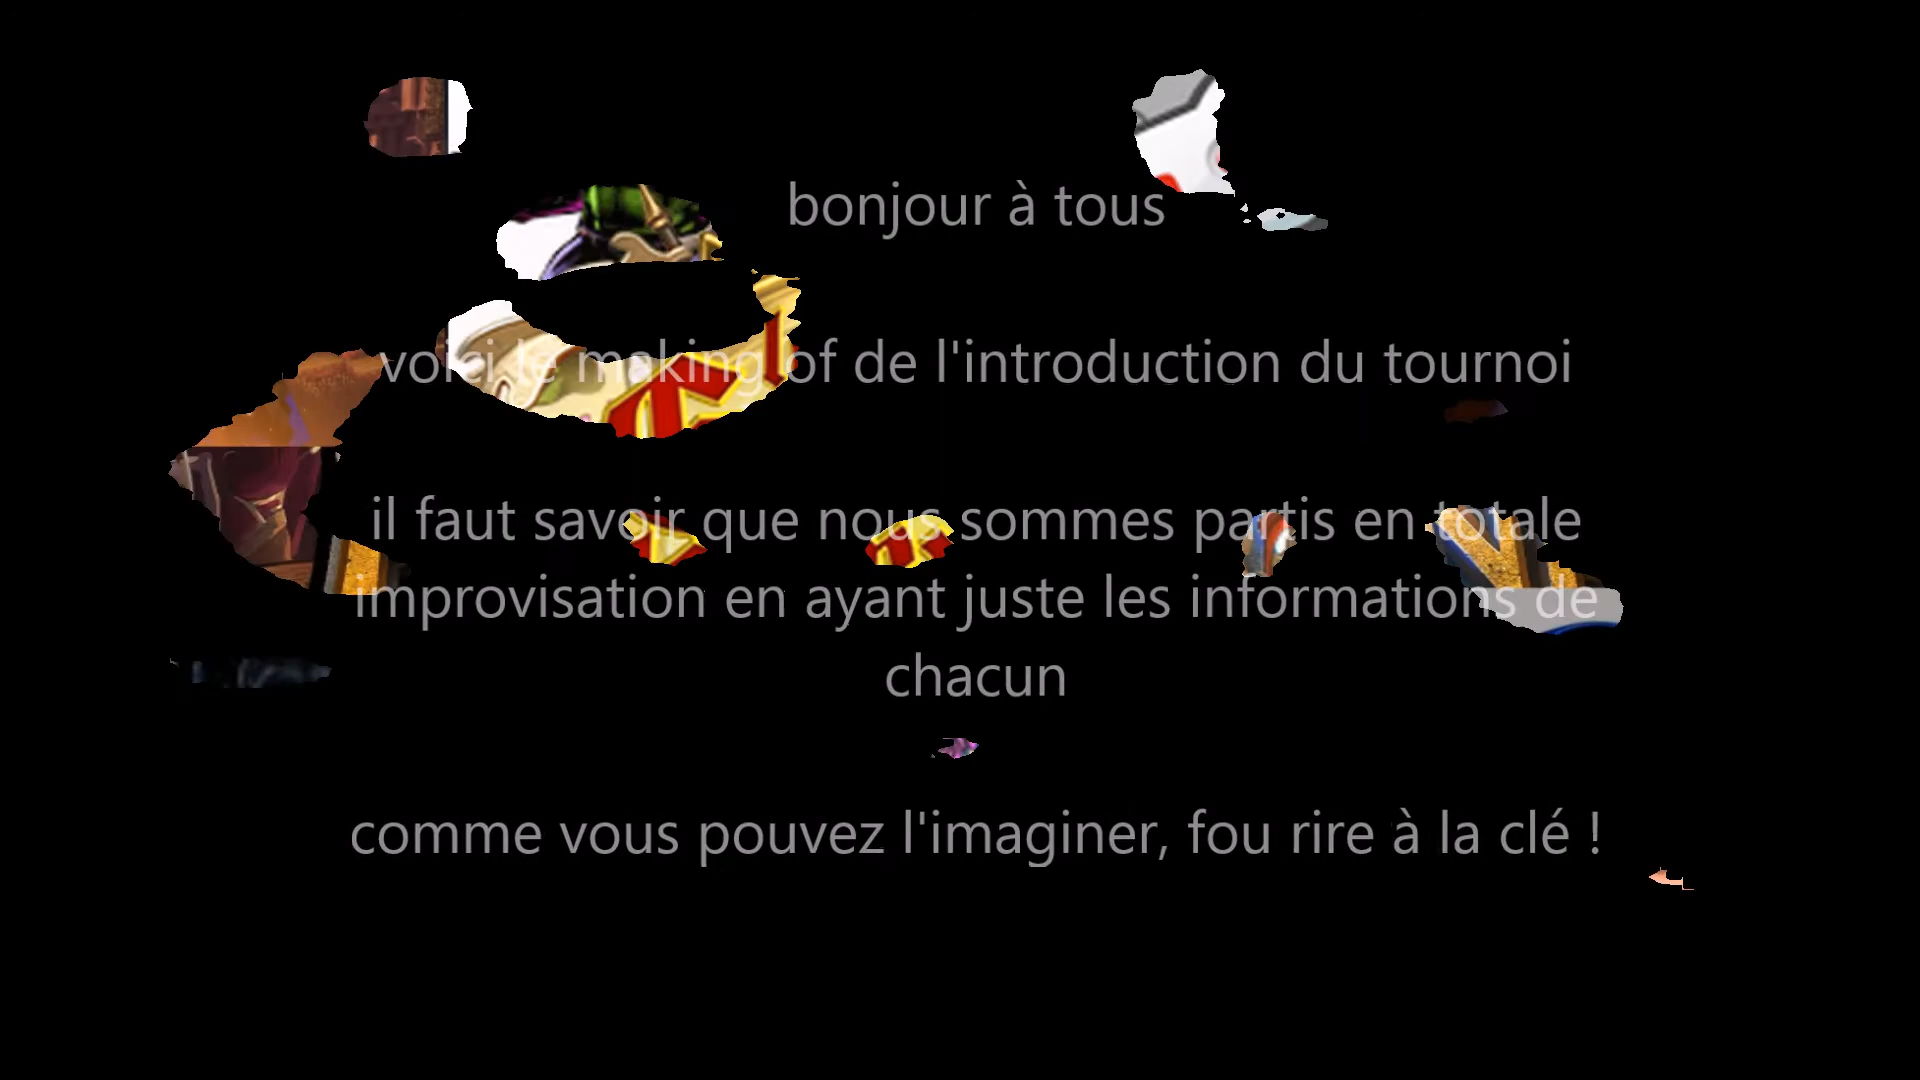 bonjour à tous
voici le making of de l'introduction du tournoi
il faut savoir que nous sommes partis en totale
improvisation en ayant juste les informations de
chacun
comme vous pouvez l'imaginer, fou rire à la clé !